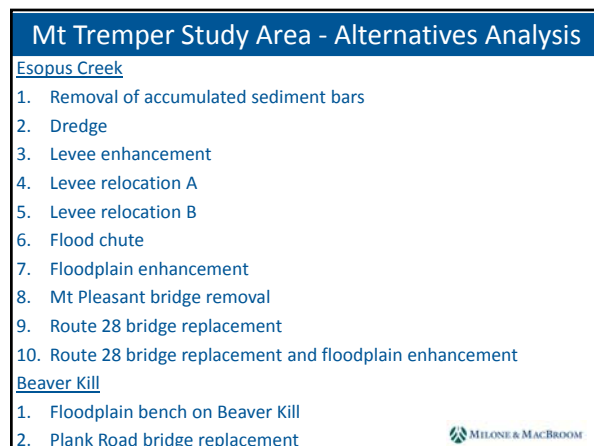 Mt Tremper Study Area - Alternatives Analysis
Esopus Creek
1. Removal of accumulated sediment bars
2. Dredge
3. Levee enhancement
4. Levee relocation A
5. Levee relocation B
6. Flood chute
7. Floodplain enhancement
8. Mt Pleasant bridge removal
9. Route 28 bridge replacement
10. Route 28 bridge replacement and floodplain enhancement
Beaver Kill
1. Floodplain bench on Beaver Kill
2. Plank Road bridge replacement
MILONE & MACBROOM